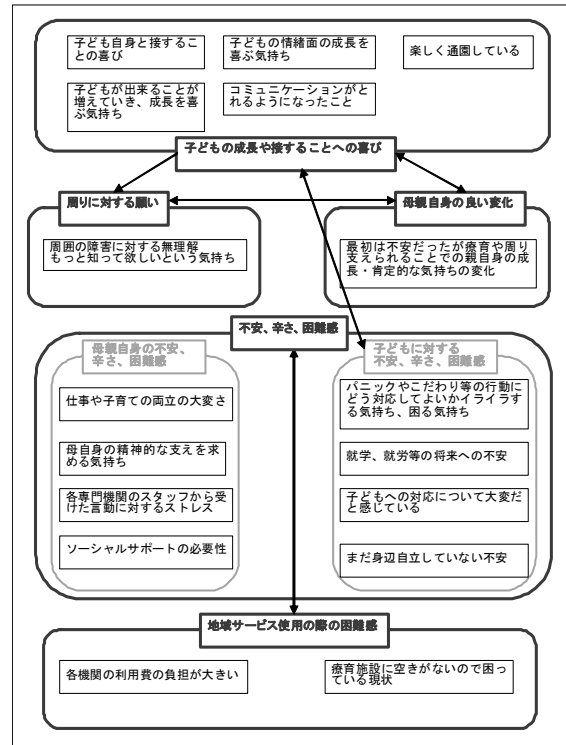 子ども自身と接するこ
との喜び
子どもの情緒面の成長を
喜ぶ気持ち
楽しく通園している
子どもが出来ることが
増えていき、成長を喜
ぶ気持ち
コミュニケーションが
とれるようになったこと
子どもの成長や接することへの喜び
周りに対する願い
母親自身の良い変化
周囲の障害に対する無理解
もっと知って欲しいという気持ち
最初は不安だったが療育や周り
支えられることでの親自身の成
長・肯定的な気持ちの変化
不安、辛さ、困難感
母親自身の不安、
辛さ、困難感
子どもに対する
不安、辛さ、困難感
仕事や子育ての両立の大変さ
母自身の精神的な支えを求
める気持ち
各専門機関のスタッフから受
けた言動に対するストレス
ソーシャルサポートの必要性
パニックやこだわり等の行動に
どう対応してよいかイライラす
る気持ち、困る気持ち
就学、就労等の将来への不安
子どもへの対応について大変だ
と感じている
まだ身辺自立していない不安
地域サービス使用の際の困難感
各機関の利用費の負担が大きい
療育施設に空きがないので困っ
ている現状